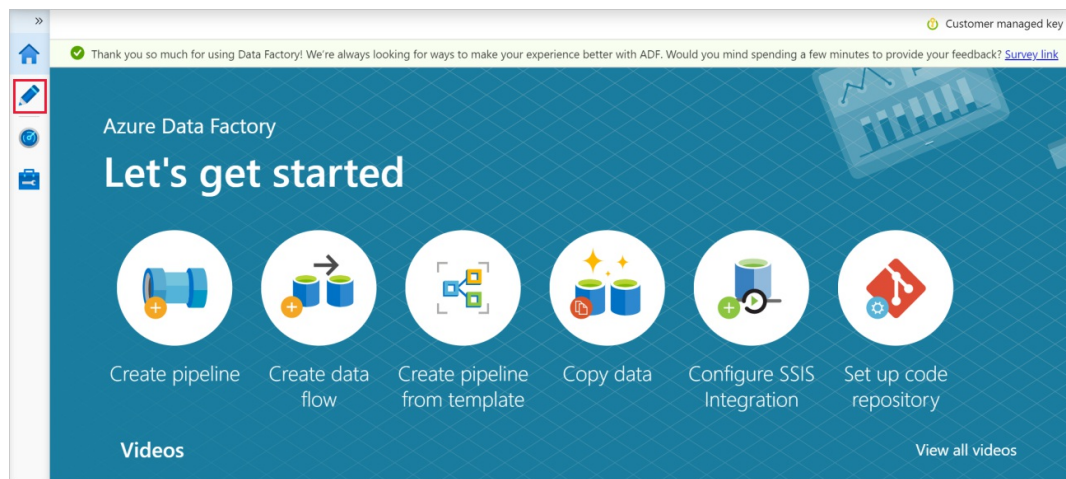 »
Customer managed key
Thank you so much for using Data Factory! We're always looking for ways to make your experience better with ADF. Would you mind spending a few minutes to provide your feedback? Survey link
Azure Data Factory
Let's get started
Create pipeline
Create data
flow
Create pipeline
from template
Copy data
Configure SSIS
Integration
Set up code
repository
Videos
View all videos